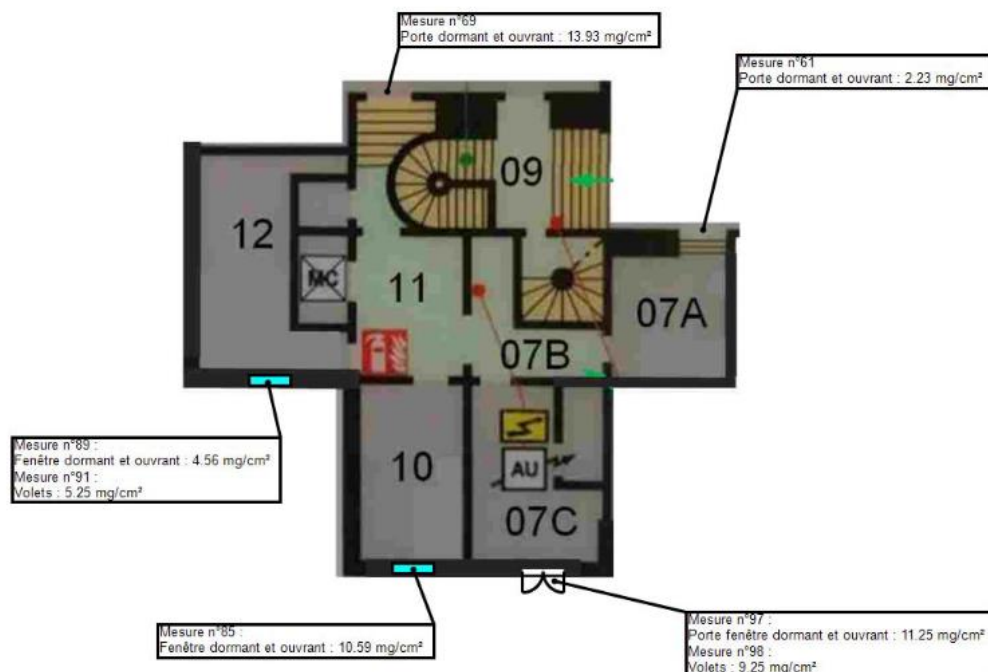 Mesure n°69
Porte dormant et ouvrant : 13.93 mg/cm²
Mesure n°61
Porte dormant et ouvrant : 2.23 mg/cm²
09
12
MC
11
07A
07B
Mesure n°89 :
Fenêtre dormant et ouvrant : 4.56 mg/cm²
Mesure n°91 :
Volets : 5.25 mg/cm²
10
AU
07C
Mesure n°85 :
Fenêtre dormant et ouvrant : 10.59 mg/cm²
Mesure n°97 :
Porte fenêtre dormant et ouvrant : 11.25 mg/cm²
Mesure n°98 :
Volets : 9.25 mg/cm²